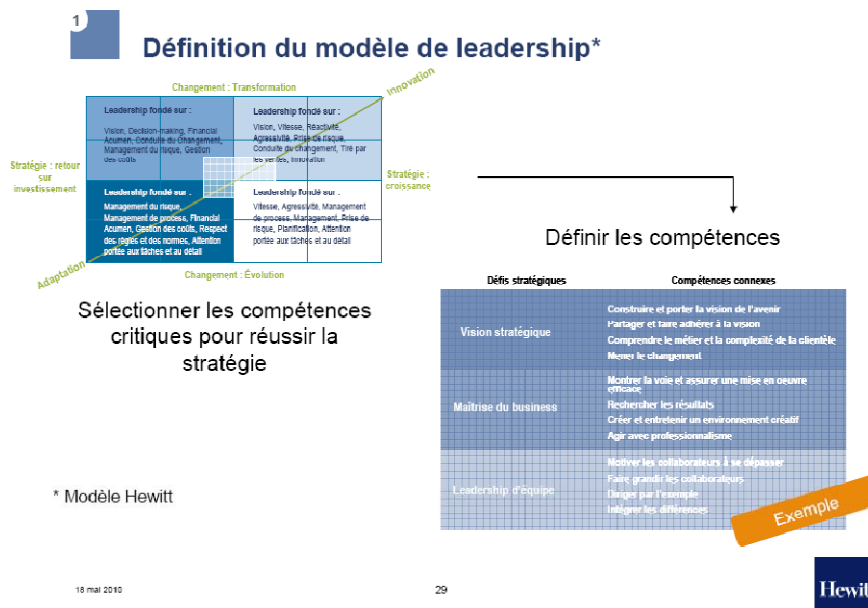 1
Définition du modèle de leadership*
Changement : Transformation
Innovation
Leadership fondé sur :
Vision, Decision-making, Financial
Acumen, Conduite du Changement,
Management du risque, Gestion
des coûts
Leadership fondé sur :
Vision, Vitesse, Réactivité,
Agressivité, Prise de risque,
Conduite du changement, Tiré par
les ventes, Innovation
Stratégie : retour
sur
investissement
Stratégie :
croissance
Leadership fondé sur :
Management du risque,
Management de process, Financial
Acumen, Gestion des coûts, Respect
des règles et des normes, Attention
portée aux tâches et au détail
Leadership fondé sur :
Vitesse, Agressivité, Management
de process, Management, Prise de
risque, Planification, Attention
portée aux tâches et au détail
Adaptation
Changement : Évolution
Sélectionner les compétences
critiques pour réussir la
stratégie
Définir les compétences
Défis stratégiques
Compétences connexes
Vision stratégique
Construire et porter la vision de l'avenir
Partager et faire adhérer à la vision
Comprendre le métier et la complexité de la clientèle
Mener le changement
Maîtrise du business
Montrer la voie et assurer une mise en oeuvre
efficace
Rechercher les résultats
Créer et entretenir un environnement créatif
Agir avec professionnalisme
Leadership d'équipe
Motiver les collaborateurs à se dépasser
Faire grandir les collaborateurs
Diriger par l'exemple
Intégrer les différences
Exemple
* Modèle Hewitt
18 mai 2010
29
Hewit